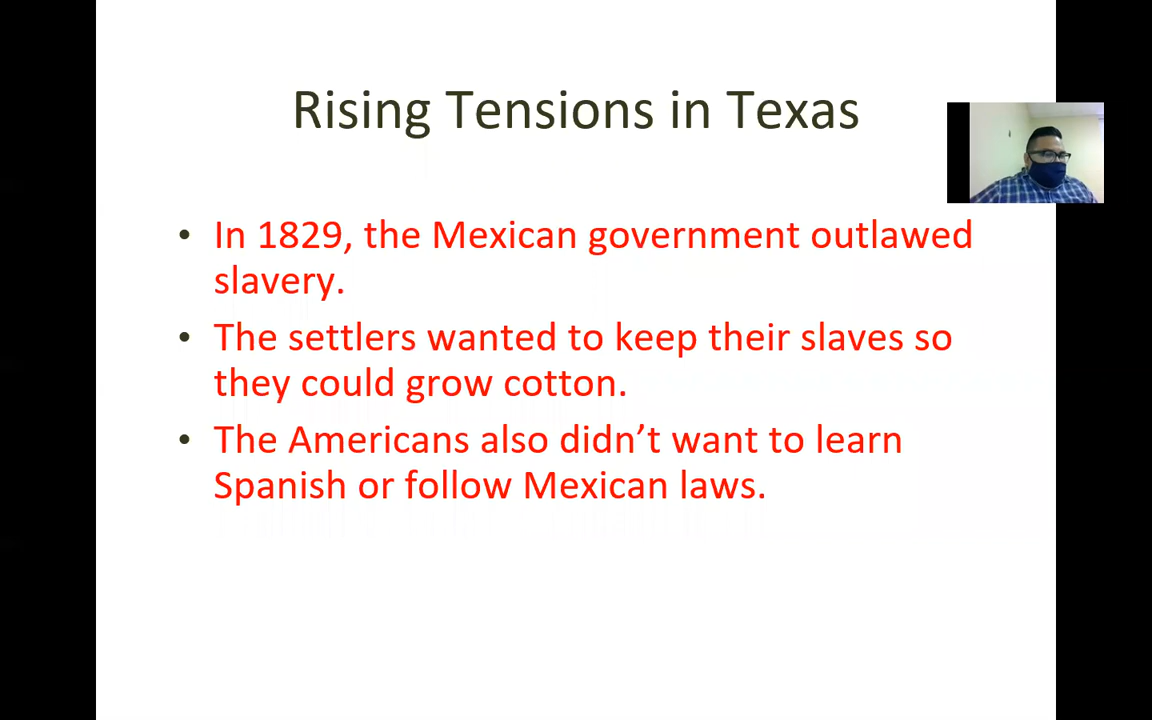 Rising Tensions in Texas
• In 1829, the Mexican government outlawed
slavery.
• The settlers wanted to keep their slaves so
they could grow cotton.
• The Americans also didn’t want to learn
Spanish or follow Mexican laws.